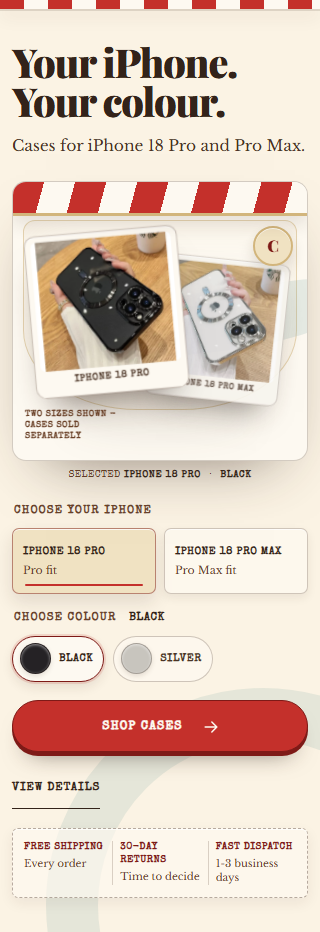 Your iPhone.
Your colour.
Cases for iPhone 18 Pro and Pro Max.
C
IPHONE 18 PRO
NE 18 PRO MAX
TWO SIZES SHOWN –
CASES SOLD
SEPARATELY
SELECTED IPHONE 18 PRO · BLACK
CHOOSE YOUR IPHONE
IPHONE 18 PRO
Pro fit
IPHONE 18 PRO MAX
Pro Max fit
CHOOSE COLOUR BLACK
BLACK
SILVER
SHOP CASES →
VIEW DETAILS
FREE SHIPPING
Every order
30-DAY
RETURNS
Time to decide
FAST DISPATCH
1-3 business
days